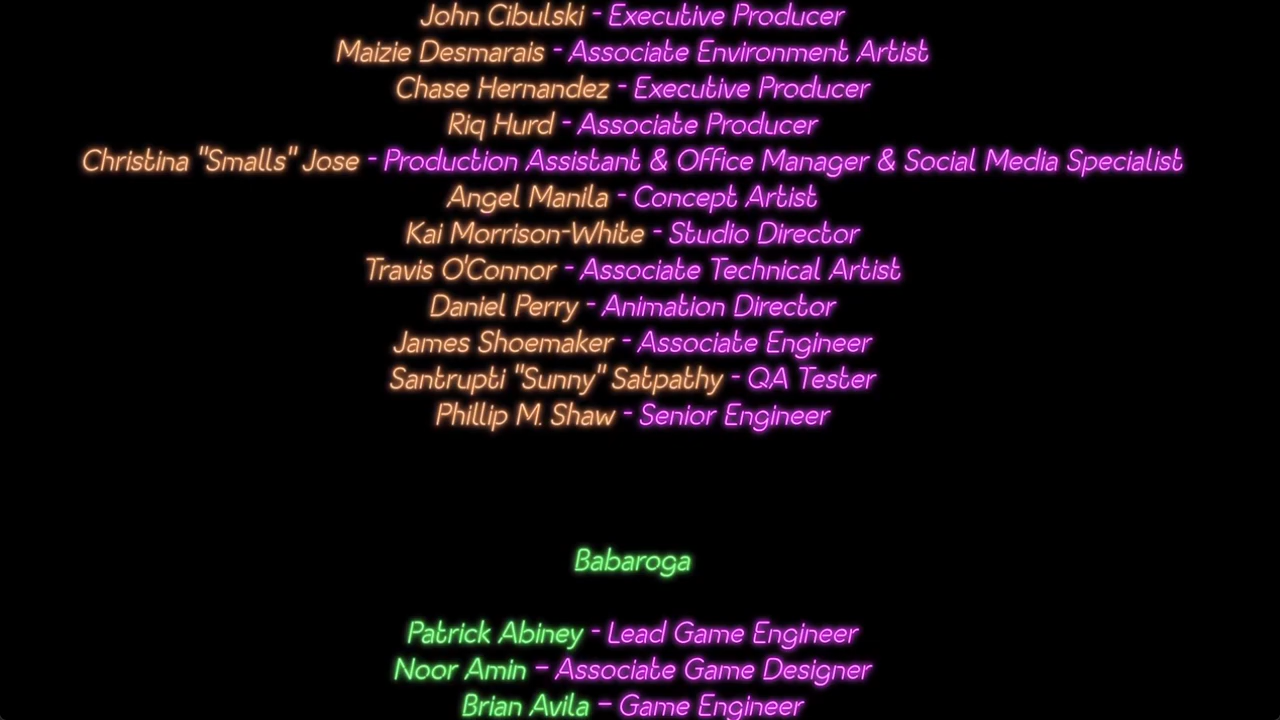 John Cibulski - Executive Producer
Maizie Desmarais - Associate Environment Artist
Chase Hernandez - Executive Producer
Riq Hurd - Associate Producer
Christina "Smalls" Jose - Production Assistant & Office Manager & Social Media Specialist
Angel Manila - Concept Artist
Kai Morrison-White - Studio Director
Travis O'Connor - Associate Technical Artist
Daniel Perry - Animation Director
James Shoemaker - Associate Engineer
Santrupti "Sunny" Satpathy - QA Tester
Phillip M. Shaw - Senior Engineer
Babaroga
Patrick Abiney - Lead Game Engineer
Noor Amin – Associate Game Designer
Brian Avila – Game Engineer